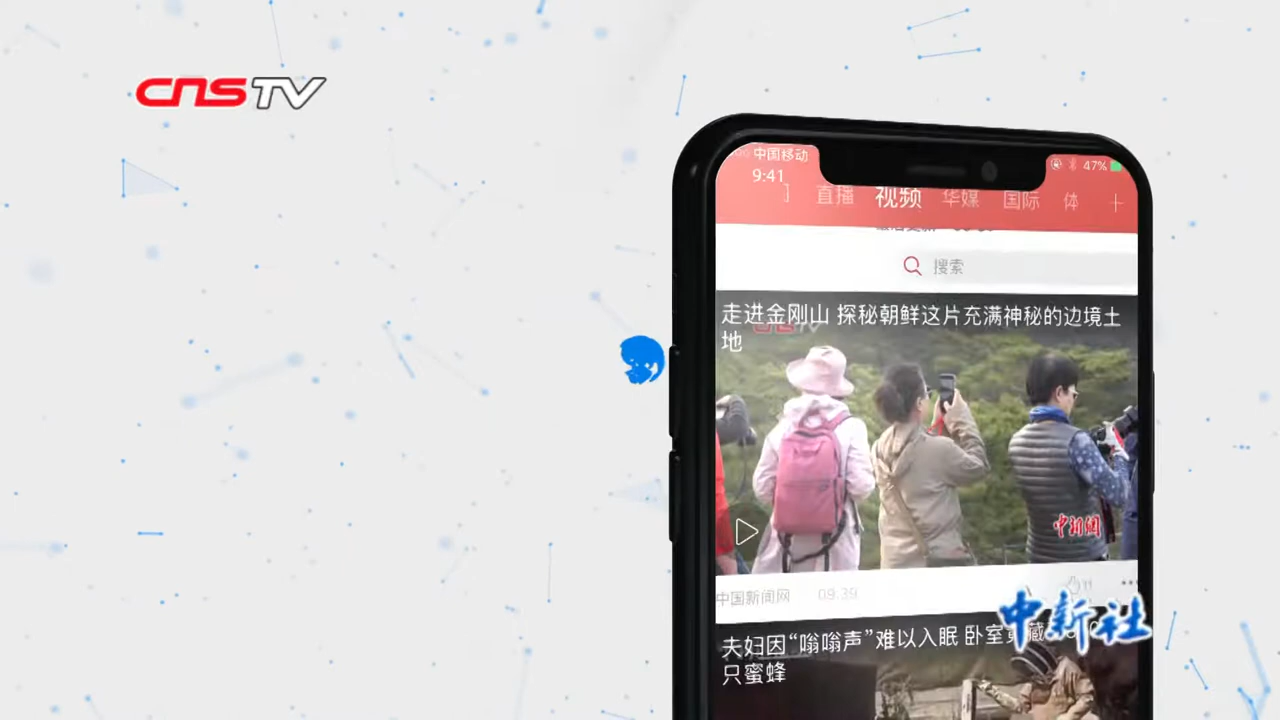 CNSTV
中国移动
47%
9:41
直播 视频 华媒 国际 体 +
搜索
走进金刚山 探秘朝鲜这片充满神秘的边境土
地
中新网
中国新闻网 09:39
中新社
夫妇因“嗡嗡声”难以入眠 卧室竟藏
只蜜蜂